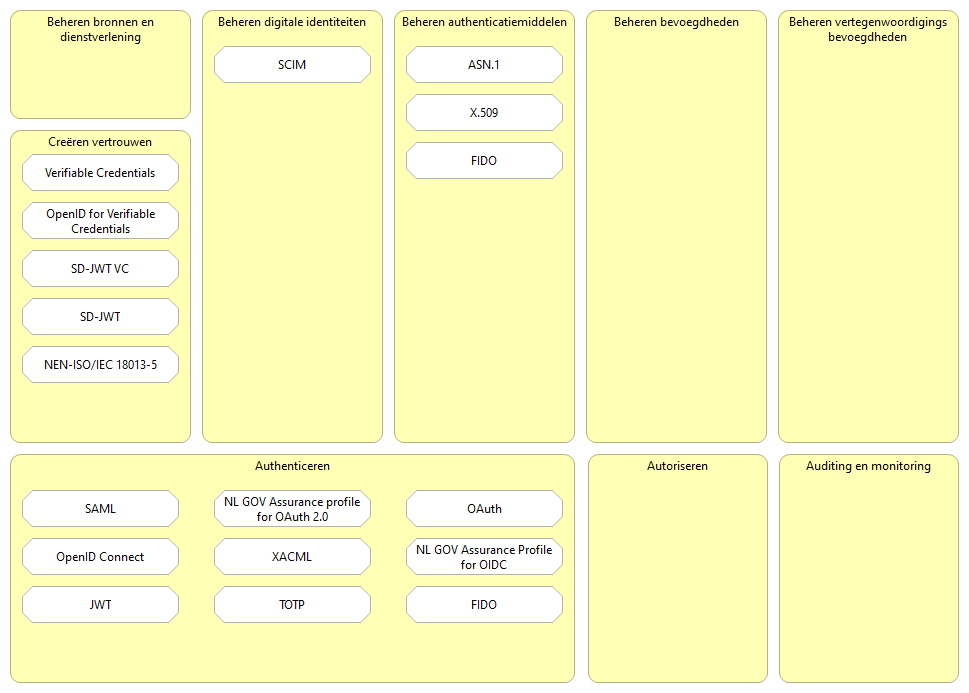 Beheren bronnen en
dienstverlening
Beheren digitale identiteiten
SCIM
Beheren authenticatiemiddelen
ASN.1
X.509
FIDO
Beheren bevoegdheden
Beheren vertegenwoordigings
bevoegdheden
Creëren vertrouwen
Verifiable Credentials
OpenID for Verifiable
Credentials
SD-JWT VC
SD-JWT
NEN-ISO/IEC 18013-5
Authenticeren
SAML
NL GOV Assurance profile
for OAuth 2.0
OAuth
OpenID Connect
XACML
NL GOV Assurance Profile
for OIDC
JWT
TOTP
FIDO
Autoriseren
Auditing en monitoring